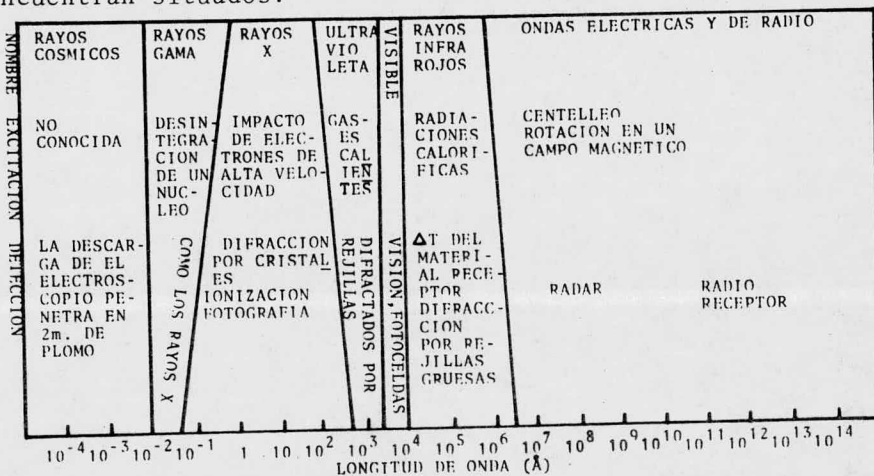 ncuentran situados.
NOMBRE EXCITACION DETECCION
RAYOS
COSMICOS
RAYOS
GAMA
RAYOS
X
ULTRA
VIO
LETA
VISIBLE
RAYOS
INFRA
ROJOS
ONDAS ELECTRICAS Y DE RADIO
NO
CONOCIDA
DESIN-
TEGRA
CION
DE UN
NUC-
LEO
IMPACTO
DE ELEC-
TRONES DE
ALTA VELO-
CIDAD
GAS-
ES
CAL
IEN
TES
RADIA-
CIONES
CALORI-
FICAS
CENTELLEO
ROTACION EN UN
CAMPO MAGNETICO
LA DESCAR-
GA DE EL
ELECTROS-
COPIO PE-
NETRA EN
2m. DE
PLOMO
COMO LOS RAYOS X
DIFRACCION
POR CRISTAL
ES
IONIZACION
FOTOGRAFIA
DIFRACTADOS POR
REJILLAS
VISION, FOTOCELDAS
ΔT DEL
MATERI-
AL RECE-
PTOR
DIFRACC-
CION
POR RE-
JILLAS
GRUESAS
RADAR
RADIO
RECEPTOR
10⁻⁴ 10⁻³ 10⁻² 10⁻¹ 1 10 10² 10³ 10⁴ 10⁵ 10⁶ 10⁷ 10⁸ 10⁹ 10¹⁰ 10¹¹ 10¹² 10¹³ 10¹⁴
LONGITUD DE ONDA (Å)